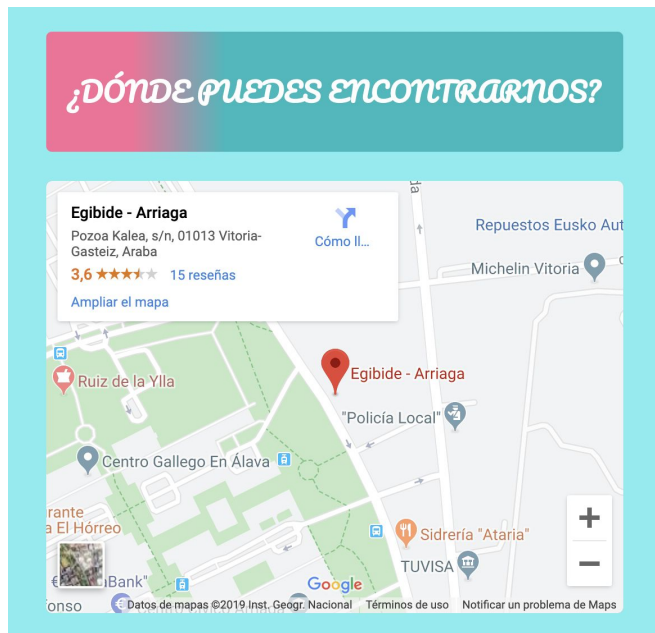 ¿DÓNDE PUEDES ENCONTRARNOS?
Egibide - Arriaga
Pozoa Kalea, s/n, 01013 Vitoria-
Gasteiz, Araba
3,6 15 reseñas
Ampliar el mapa
Cómo ll...
Repuestos Eusko Aut
Michelin Vitoria
Egibide - Arriaga
Ruiz de la Ylla
"Policía Local"
Centro Gallego En Álava
rante
a El Hórreo
Sidrería "Ataria"
TUVISA
aBank"
Google
onso
Datos de mapas ©2019 Inst. Geogr. Nacional Términos de uso Notificar un problema de Maps